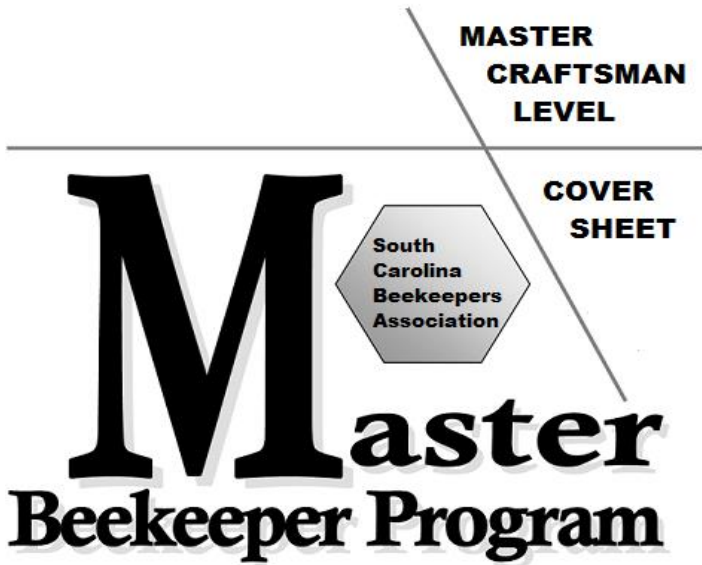 MASTER
CRAFTSMAN
LEVEL
COVER
SHEET
South
Carolina
Beekeepers
Association
Master
Beekeeper Program